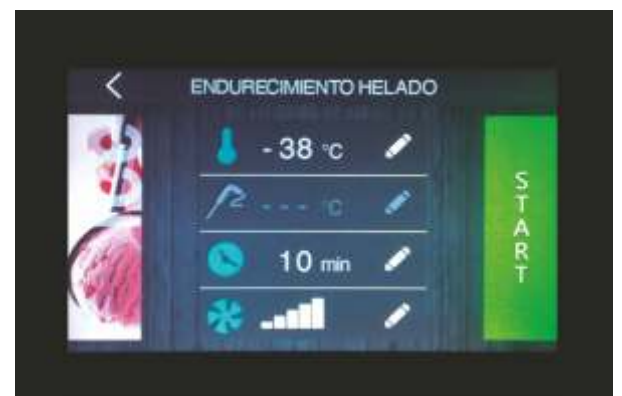 ENDURECIMIENTO HELADO
- 38 °C
- - - °C
10 min
START